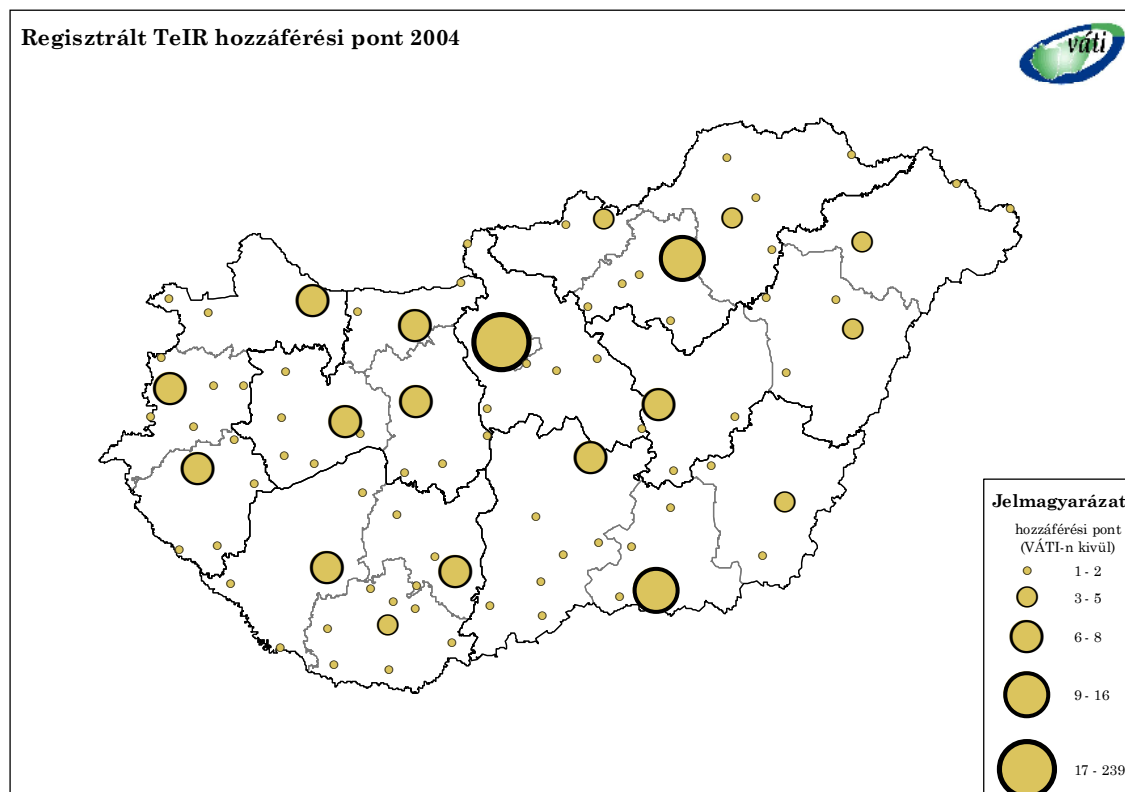 Regisztrált TeIR hozzáférési pont 2004
váti
Jelmagyarázat
hozzáférési pont
(VÁTI-n kivül)
1 - 2
3 - 5
6 - 8
9 - 16
17 - 239